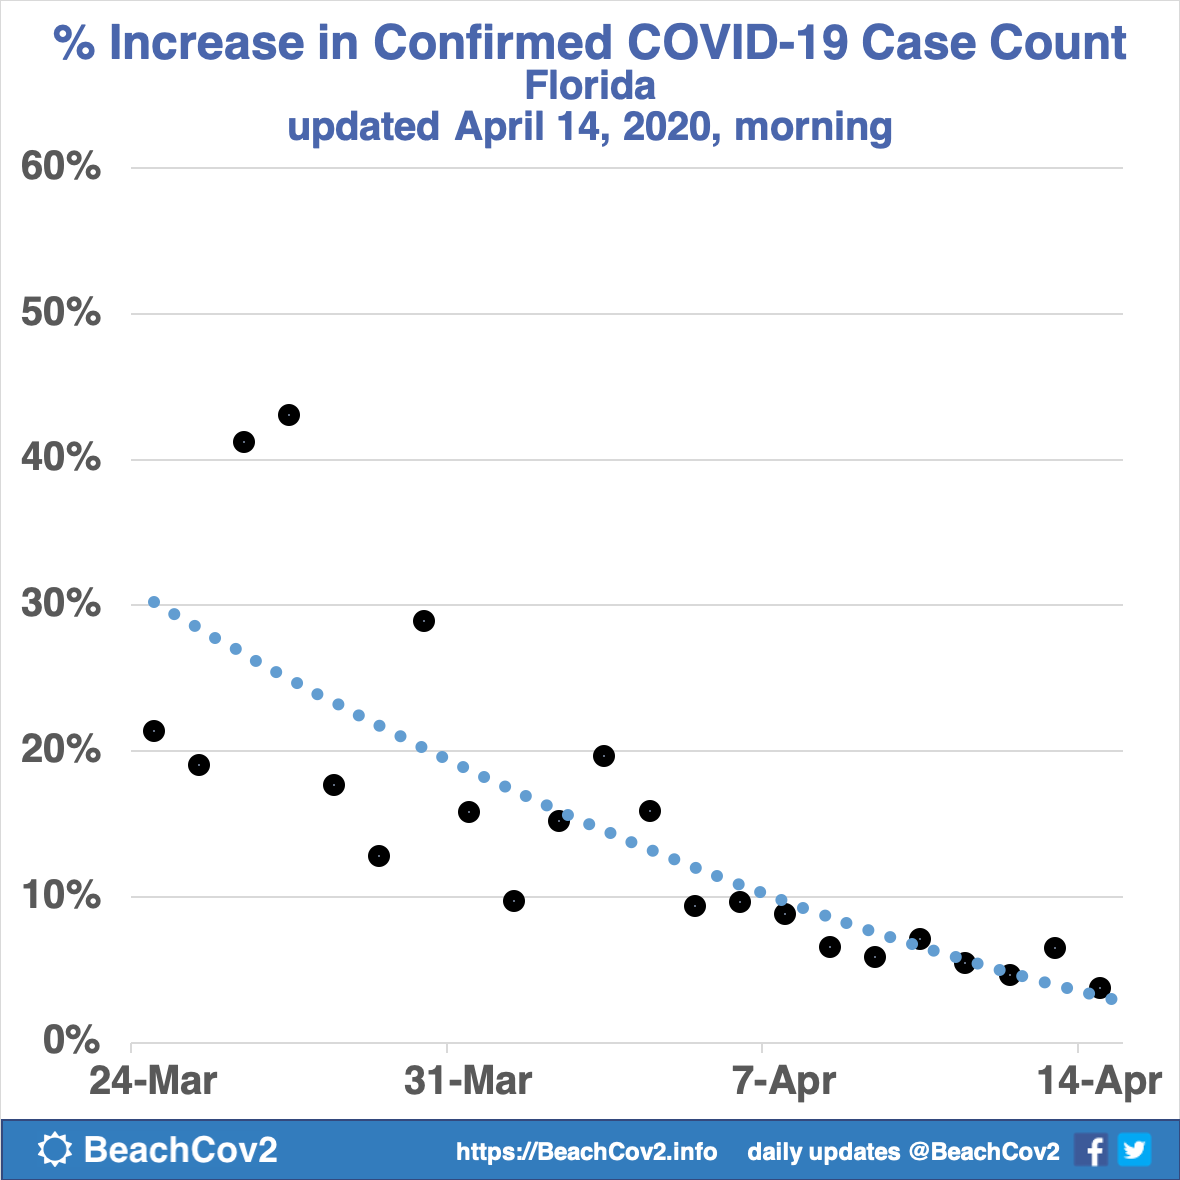 % Increase in Confirmed COVID-19 Case Count
Florida
updated April 14, 2020, morning
60%
50%
40%
30%
20%
10%
0%
24-Mar 31-Mar 7-Apr 14-Apr
BeachCov2 https://BeachCov2.info daily updates @BeachCov2